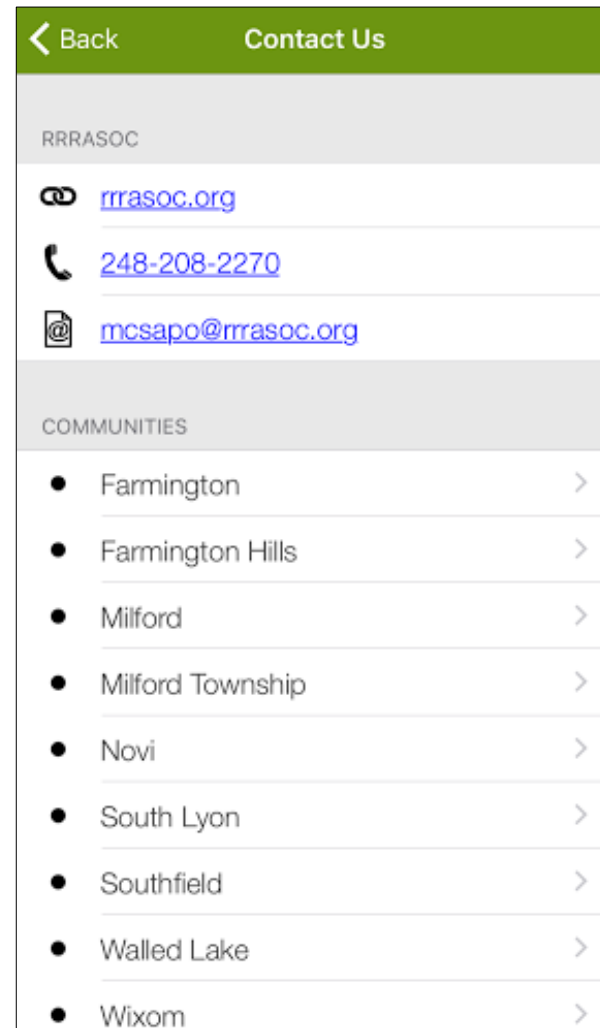 Back Contact Us
RRRASOC
rrrasoc.org
248-208-2270
mcsapo@rrrasoc.org
COMMUNITIES
Farmington
Farmington Hills
Milford
Milford Township
Novi
South Lyon
Southfield
Walled Lake
Wixom